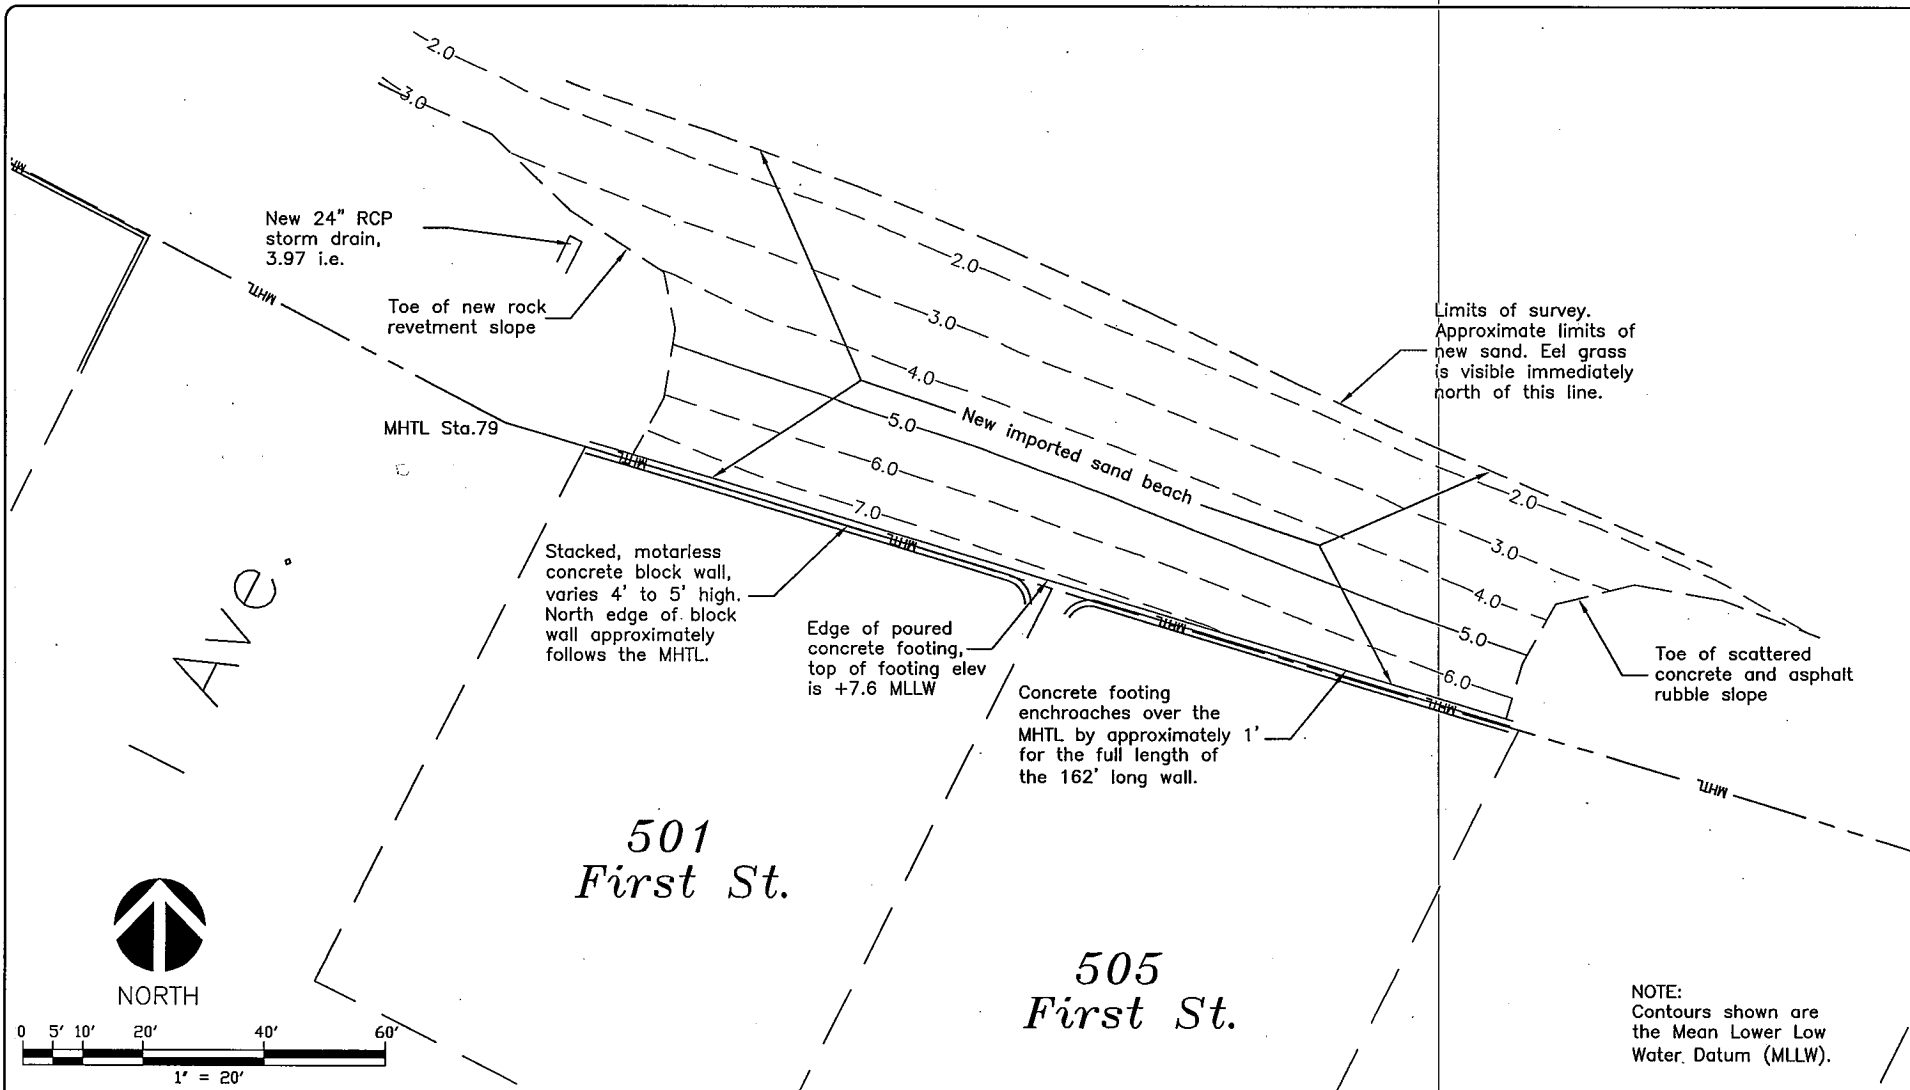 2.0
3.0
MHTL
New 24" RCP
storm drain,
3.97 i.e.
2.0
MHTL
Toe of new rock
revetment slope
3.0
Limits of survey.
Approximate limits of
new sand. Eel grass
is visible immediately
north of this line.
4.0
MHTL Sta.79
5.0
New imported sand beach
MHTL
6.0
2.0
7.0
MHTL
3.0
Stacked, motarless
concrete block wall,
varies 4' to 5' high.
North edge of block
wall approximately
follows the MHTL.
4.0
Edge of poured
concrete footing,
top of footing elev
is +7.6 MLLW
MHTL
5.0
Toe of scattered
concrete and asphalt
rubble slope
6.0
Concrete footing
enchroaches over the
MHTL by approximately 1'
for the full length of
the 162' long wall.
MHTL
MHTL
I Ave.
501
First St.
505
First St.
NORTH
0 5' 10' 20' 40' 60'
1" = 20'
NOTE:
Contours shown are
the Mean Lower Low
Water Datum (MLLW).